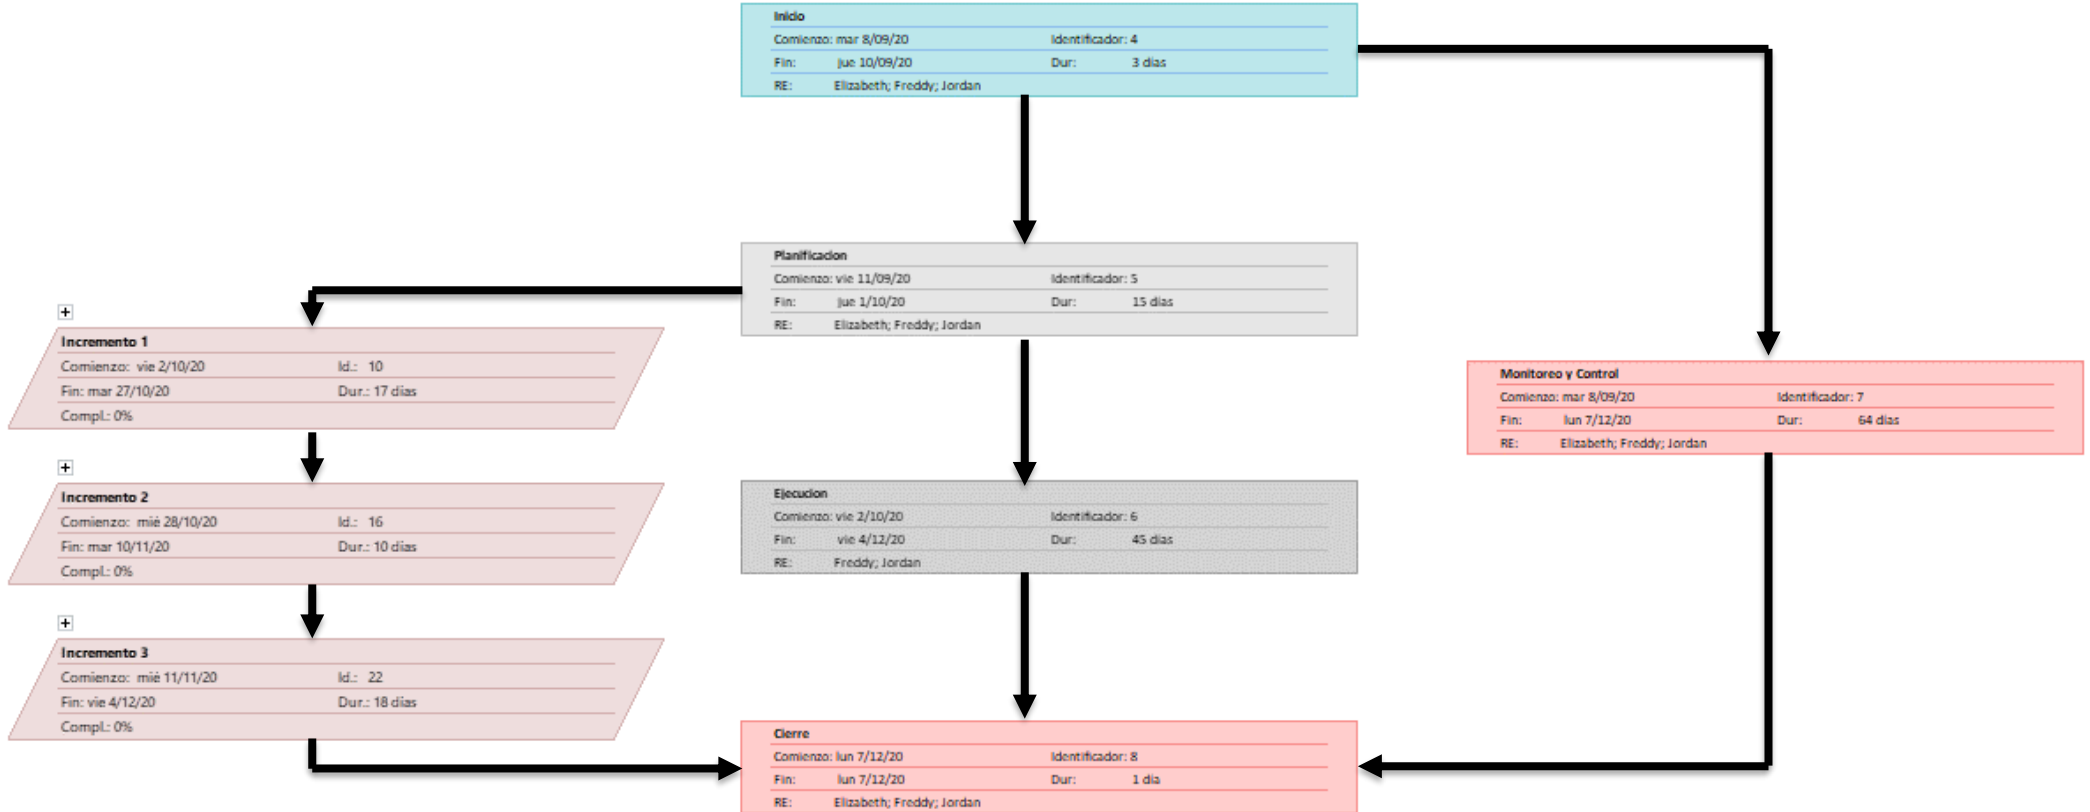 Inicio
Comienzo: mar 8/09/20 Identificador: 4
Fin: jue 10/09/20 Dur: 3 días
RE: Elizabeth; Freddy; Jordan
Planificacion
Comienzo: vie 11/09/20 Identificador: 5
Fin: jue 1/10/20 Dur: 15 días
RE: Elizabeth; Freddy; Jordan
Incremento 1
Comienzo: vie 2/10/20 Id.: 10
Fin: mar 27/10/20 Dur.: 17 días
Compl.: 0%
Monitoreo y Control
Comienzo: mar 8/09/20 Identificador: 7
Fin: lun 7/12/20 Dur: 64 días
RE: Elizabeth; Freddy; Jordan
Incremento 2
Comienzo: mié 28/10/20 Id.: 16
Fin: mar 10/11/20 Dur.: 10 días
Compl.: 0%
Ejecucion
Comienzo: vie 2/10/20 Identificador: 6
Fin: vie 4/12/20 Dur: 45 días
RE: Freddy; Jordan
Incremento 3
Comienzo: mié 11/11/20 Id.: 22
Fin: vie 4/12/20 Dur.: 18 días
Compl.: 0%
Cierre
Comienzo: lun 7/12/20 Identificador: 8
Fin: lun 7/12/20 Dur: 1 día
RE: Elizabeth; Freddy; Jordan